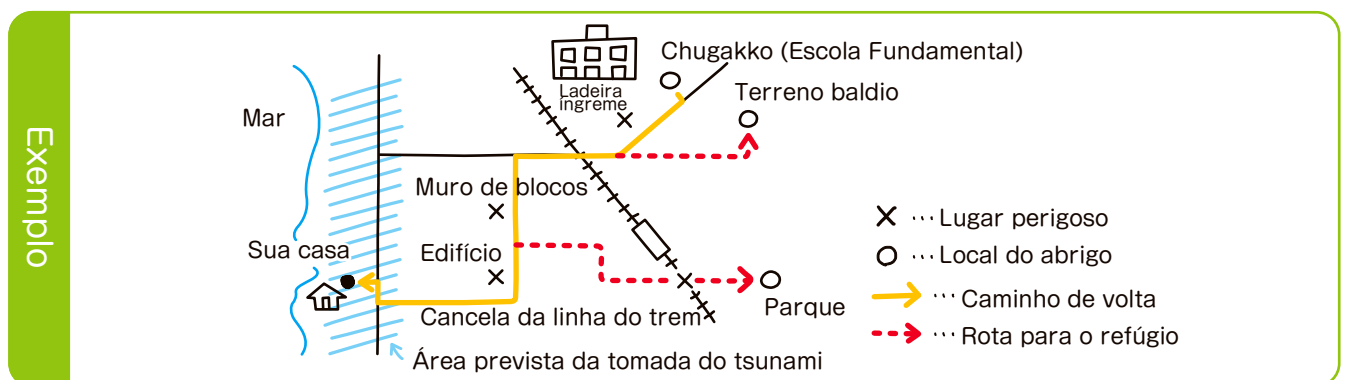 Exemplo
Chugakko (Escola Fundamental)
Ladeira
íngreme
Terreno baldio
Mar
Muro de blocos
Sua casa
Edifício
Parque
Cancela da linha do trem
Área prevista da tomada do tsunami
× ···Lugar perigoso
○ ···Local do abrigo
···Caminho de volta
···Rota para o refúgio